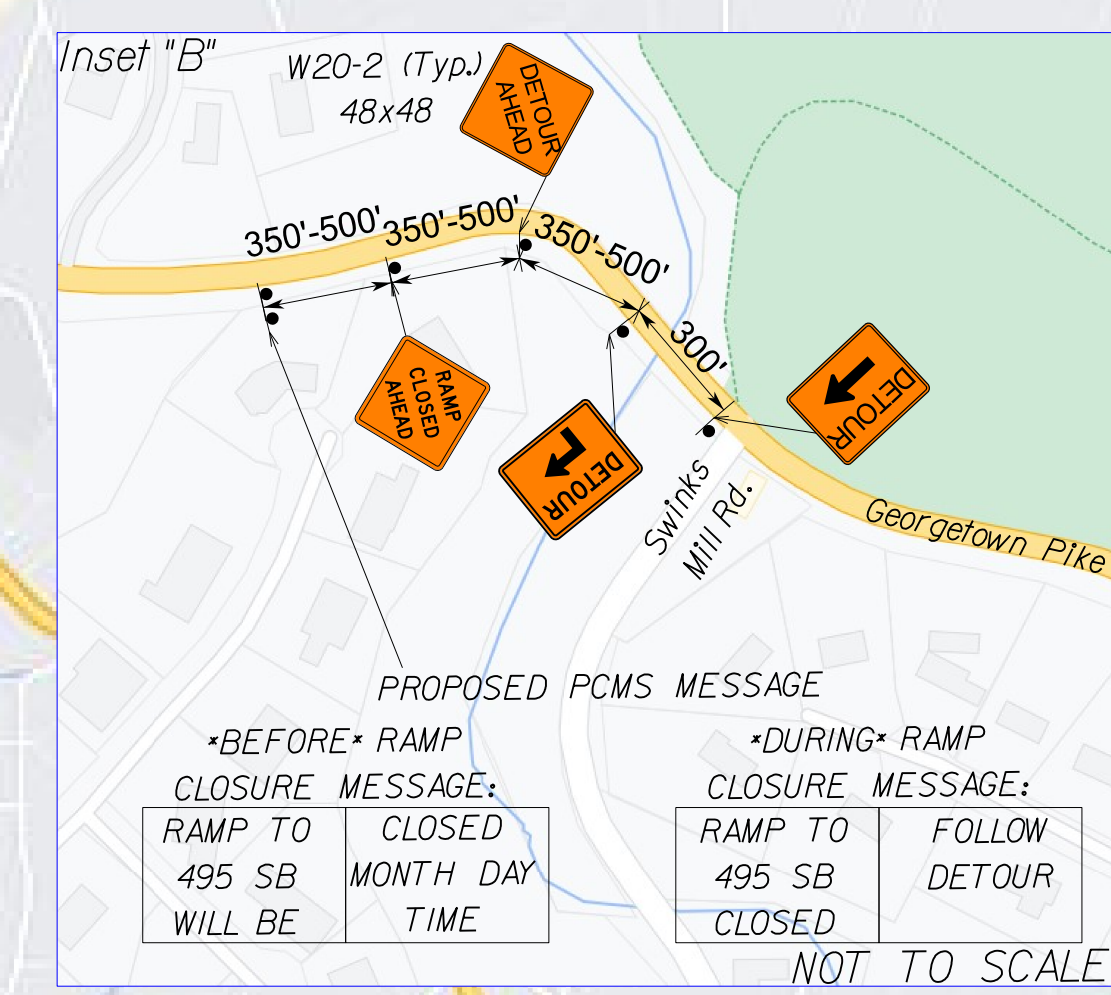 Inset "B"
W20-2 (Typ.)
48x48
DETOUR
AHEAD
350'-500'
350'-500'
350'-500'
300'
RAMP
CLOSED
AHEAD
DETOUR
DETOUR
Swinks
Mill Rd.
Georgetown Pike
PROPOSED PCMS MESSAGE
*BEFORE* RAMP
CLOSURE MESSAGE:
RAMP TO
495 SB
WILL BE
CLOSED
MONTH DAY
TIME
*DURING* RAMP
CLOSURE MESSAGE:
RAMP TO
495 SB
CLOSED
FOLLOW
DETOUR
NOT TO SCALE